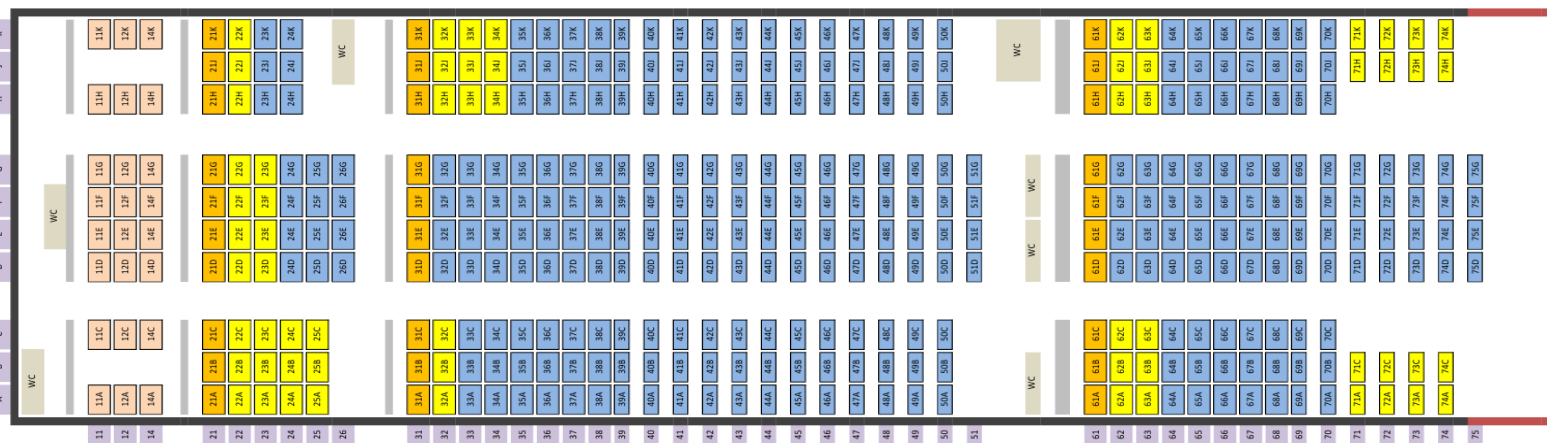 11K 12K 14K 21K 22K 23K 24K 31K 32K 33K 34K 35K 36K 37K 38K 39K 40K 41K 42K 43K 44K 45K 46K 47K 48K 49K 50K 61K 62K 63K 64K 65K 66K 67K 68K 69K 70K 71K 72K 73K 74K
WC WC
21J 22J 23J 24J 31J 32J 33J 34J 35J 36J 37J 38J 39J 40J 41J 42J 43J 44J 45J 46J 47J 48J 49J 50J 61J 62J 63J 64J 65J 66J 67J 68J 69J 70J 71H 72H 73H 74H
11H 12H 14H 21H 22H 23H 24H 31H 32H 33H 34H 35H 36H 37H 38H 39H 40H 41H 42H 43H 44H 45H 46H 47H 48H 49H 50H 61H 62H 63H 64H 65H 66H 67H 68H 69H 70H
11G 12G 14G 21G 22G 23G 24G 25G 26G 31G 32G 33G 34G 35G 36G 37G 38G 39G 40G 41G 42G 43G 44G 45G 46G 47G 48G 49G 50G 51G WC 61G 62G 63G 64G 65G 66G 67G 68G 69G 70G 71G 72G 73G 74G 75G
11F 12F 14F 21F 22F 23F 24F 25F 26F 31F 32F 33F 34F 35F 36F 37F 38F 39F 40F 41F 42F 43F 44F 45F 46F 47F 48F 49F 50F 51F 61F 62F 63F 64F 65F 66F 67F 68F 69F 70F 71F 72F 73F 74F 75F
WC
11E 12E 14E 21E 22E 23E 24E 25E 26E 31E 32E 33E 34E 35E 36E 37E 38E 39E 40E 41E 42E 43E 44E 45E 46E 47E 48E 49E 50E 51E WC 61E 62E 63E 64E 65E 66E 67E 68E 69E 70E 71E 72E 73E 74E 75E
11D 12D 14D 21D 22D 23D 24D 25D 26D 31D 32D 33D 34D 35D 36D 37D 38D 39D 40D 41D 42D 43D 44D 45D 46D 47D 48D 49D 50D 51D 61D 62D 63D 64D 65D 66D 67D 68D 69D 70D 71D 72D 73D 74D 75D
11C 12C 14C 21C 22C 23C 24C 25C 31C 32C 33C 34C 35C 36C 37C 38C 39C 40C 41C 42C 43C 44C 45C 46C 47C 48C 49C 50C 61C 62C 63C 64C 65C 66C 67C 68C 69C 70C
21B 22B 23B 24B 25B 31B 32B 33B 34B 35B 36B 37B 38B 39B 40B 41B 42B 43B 44B 45B 46B 47B 48B 49B 50B 61B 62B 63B 64B 65B 66B 67B 68B 69B 70B 71C 72C 73C 74C
WC WC
11A 12A 14A 21A 22A 23A 24A 25A 31A 32A 33A 34A 35A 36A 37A 38A 39A 40A 41A 42A 43A 44A 45A 46A 47A 48A 49A 50A 61A 62A 63A 64A 65A 66A 67A 68A 69A 70A 71A 72A 73A 74A
11 12 14 21 22 23 24 25 26 31 32 33 34 35 36 37 38 39 40 41 42 43 44 45 46 47 48 49 50 51 61 62 63 64 65 66 67 68 69 70 71 72 73 74 75